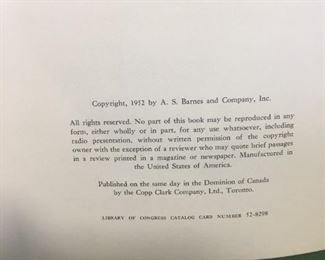 Copyright, 1952 by A. S. Barnes and Company, Inc.
All rights reserved. No part of this book may be reproduced in any
form, either wholly or in part, for any use whatsoever, including
radio presentation, without written permission of the copyright
owner with the exception of a reviewer who may quote brief passages
in a review printed in a magazine or newspaper. Manufactured in
the United States of America.
Published on the same day in the Dominion of Canada
by the Copp Clark Company, Ltd., Toronto.
LIBRARY OF CONGRESS CATALOG CARD NUMBER 52-8298